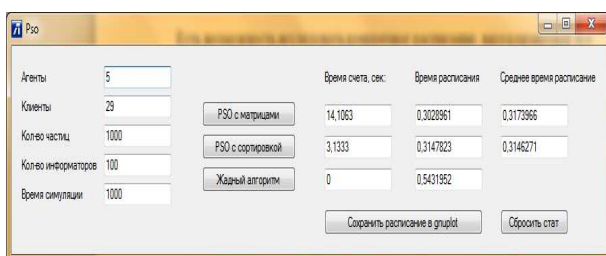 Pso
Агенты 5
Клиенты 29
Кол-во частиц 1000
Кол-во информаторов 100
Время симуляции 1000
PSO с матрицами
PSO с сортировкой
Жадный алгоритм
Время счета, сек: Время расписания Среднее время расписание
14,1063 0,3028961 0,3173966
3,1333 0,3147823 0,3146271
0 0,5431952
Сохранить расписание в gnuplot Сбросить стат